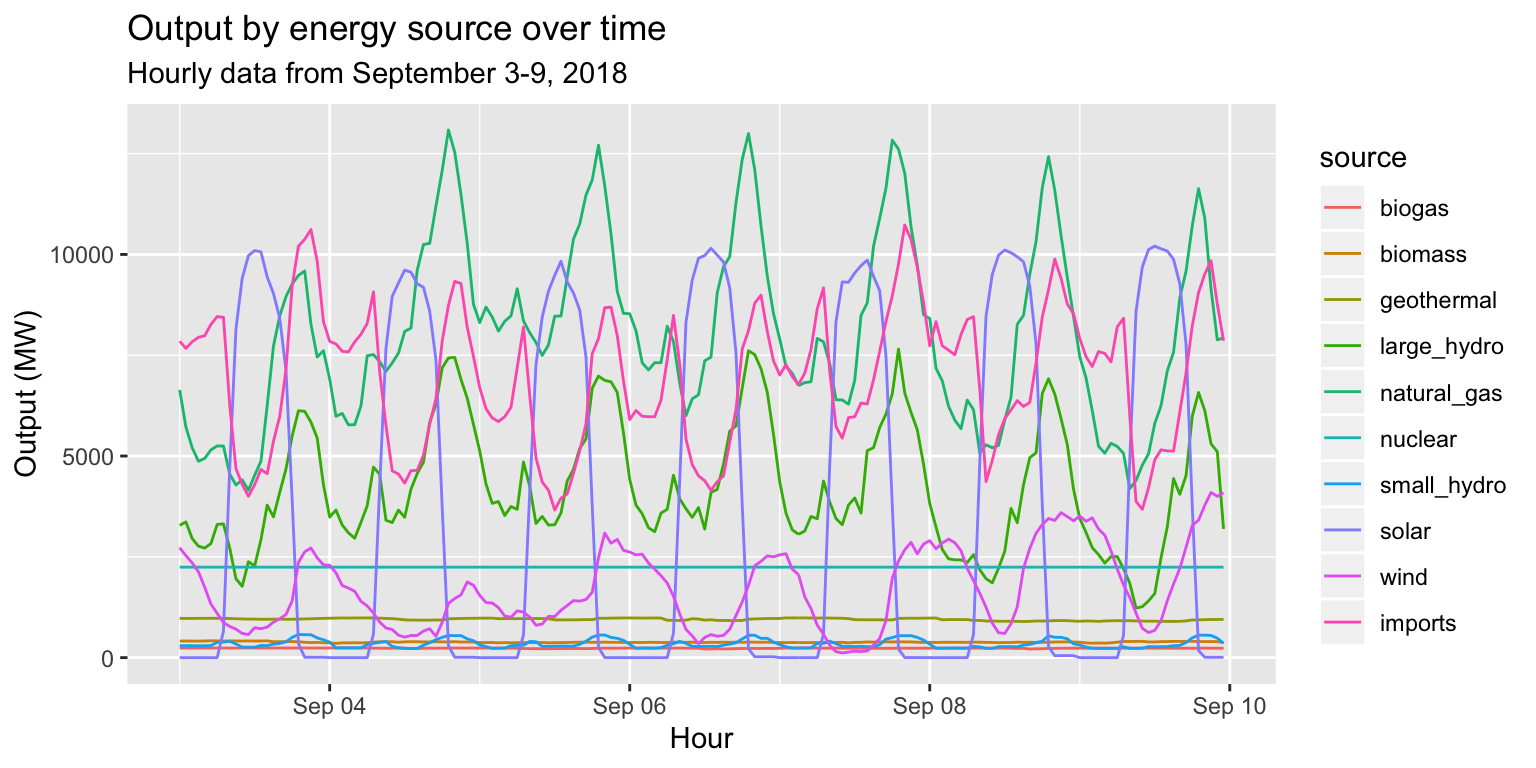 Output by energy source over time
Hourly data from September 3-9, 2018
Output (MW)
10000
5000
0
Sep 04
Sep 06
Sep 08
Sep 10
Hour
source
biogas
biomass
geothermal
large_hydro
natural_gas
nuclear
small_hydro
solar
wind
imports